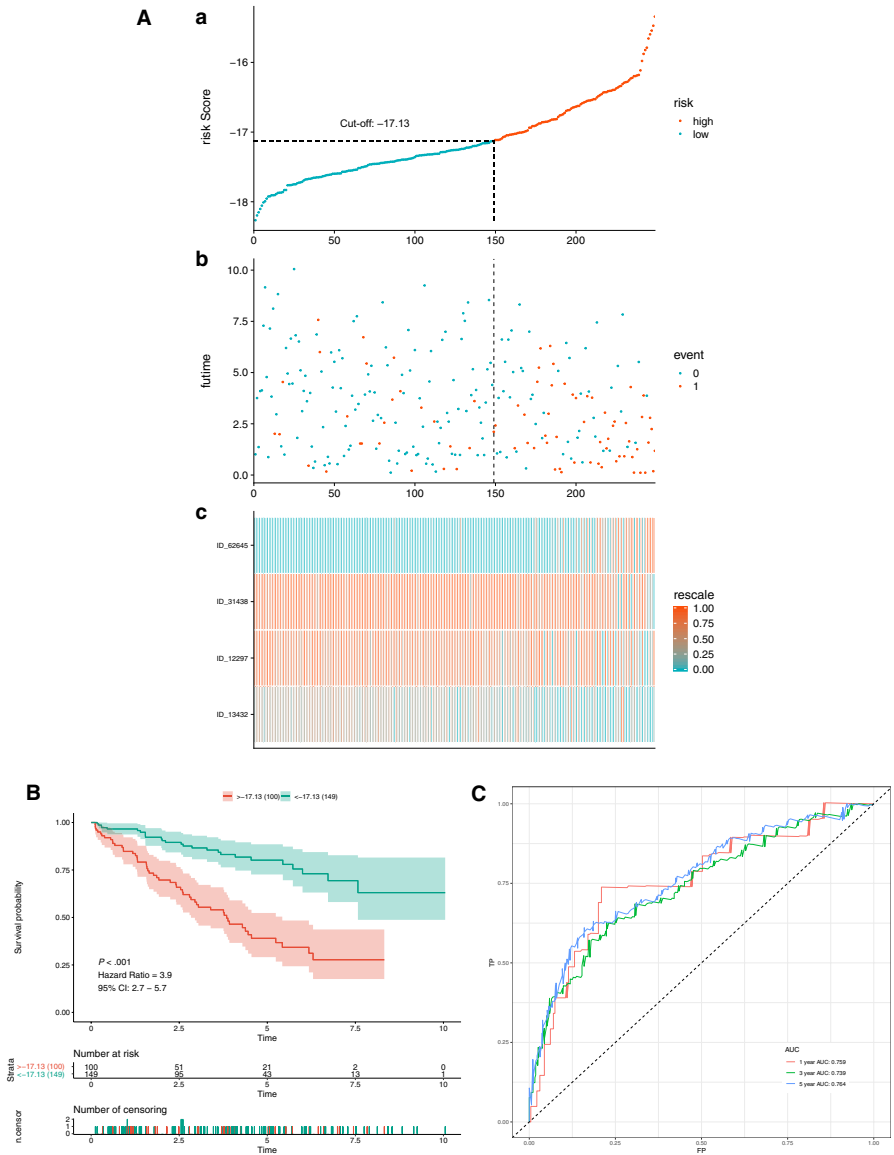 A
a
risk Score
−16
−17
−18
Cut-off: −17.13
0 50 100 150 200
risk
high
low
b
futime
10.0
7.5
5.0
2.5
0.0
0 50 100 150 200
event
0
1
c
ID_62645
ID_31438
ID_12297
ID_13432
rescale
1.00
0.75
0.50
0.25
0.00
B
>−17.13 (100) <−17.13 (149)
Survival probability
1.00
0.75
0.50
0.25
0.00
P < .001
Hazard Ratio = 3.9
95% CI: 2.7 – 5.7
0 2.5 5.0 7.5 10
Time
Number at risk
Strata
>−17.13 (100) 100 51 21 2 0
<−17.13 (149) 149 95 43 13 1
0 2.5 5.0 7.5 10
Time
Number of censoring
n.censor
2
1
0
0 2.5 5.0 7.5 10
Time
C
TP
1.00
0.75
0.50
0.25
0.00
AUC
1 year AUC: 0.759
3 year AUC: 0.739
5 year AUC: 0.764
0.00 0.25 0.50 0.75 1.00
FP